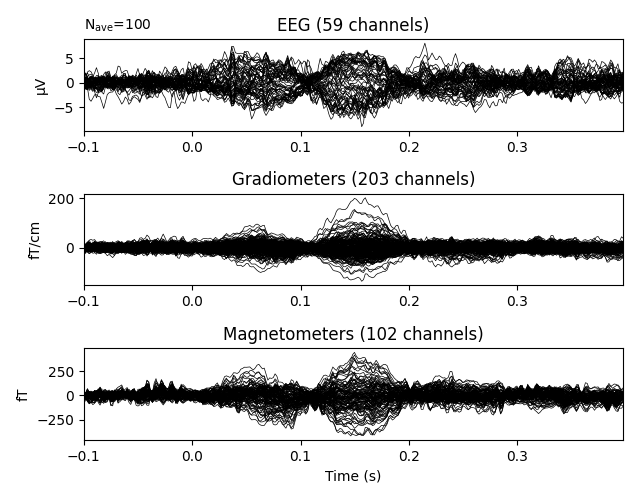 Nave=100
EEG (59 channels)
µV
5
0
−5
−0.1 0.0 0.1 0.2 0.3
Gradiometers (203 channels)
fT/cm
200
0
−0.1 0.0 0.1 0.2 0.3
Magnetometers (102 channels)
fT
250
0
−250
−0.1 0.0 0.1 0.2 0.3
Time (s)